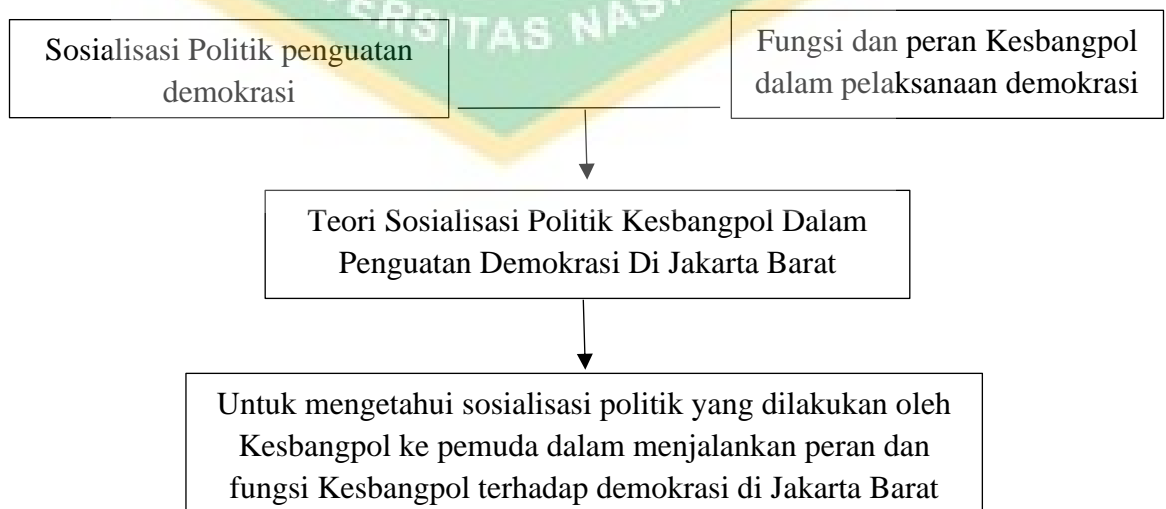 ERSITAS NAS
Sosialisasi Politik penguatan
demokrasi
Fungsi dan peran Kesbangpol
dalam pelaksanaan demokrasi
Teori Sosialisasi Politik Kesbangpol Dalam
Penguatan Demokrasi Di Jakarta Barat
Untuk mengetahui sosialisasi politik yang dilakukan oleh
Kesbangpol ke pemuda dalam menjalankan peran dan
fungsi Kesbangpol terhadap demokrasi di Jakarta Barat